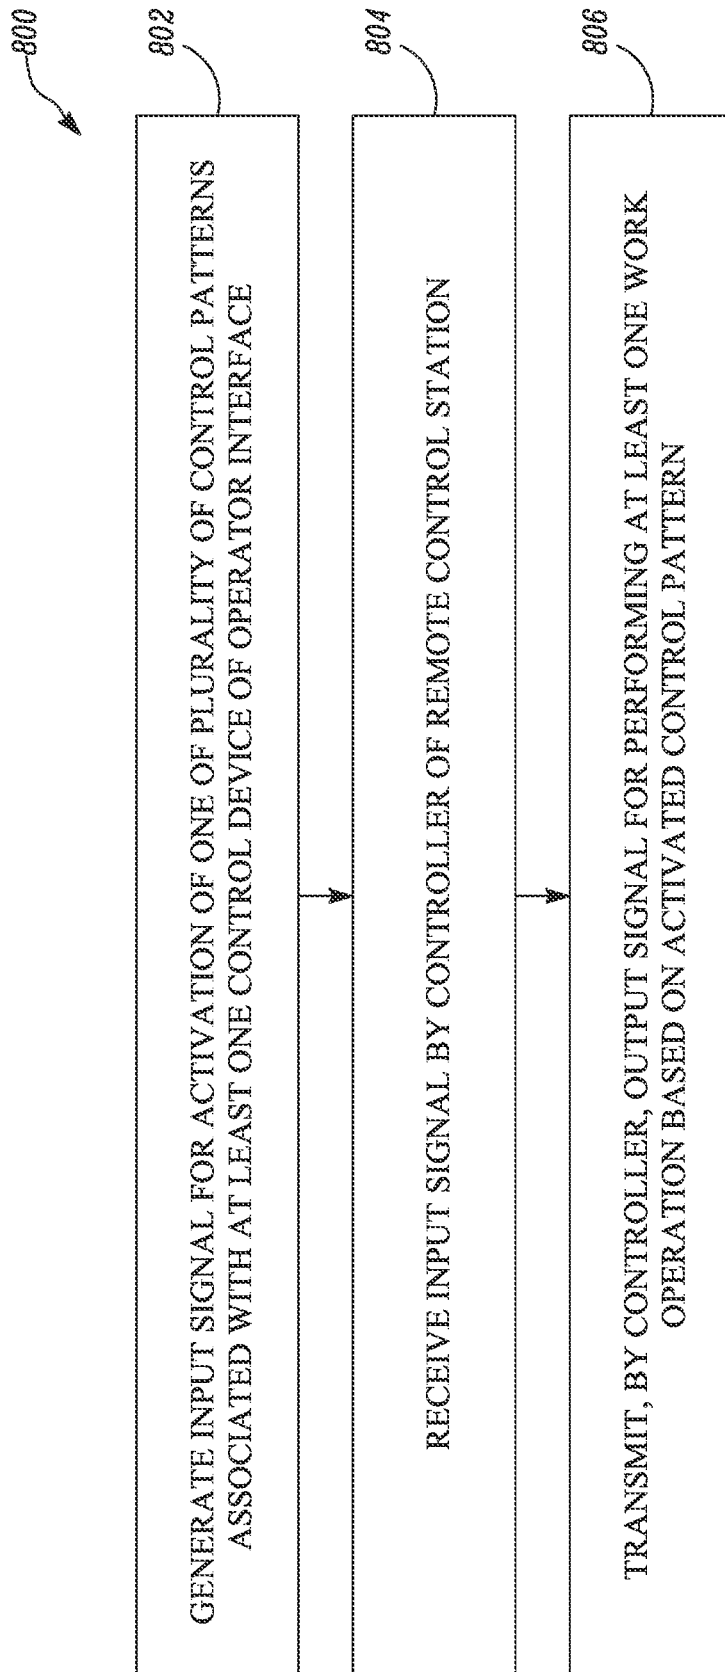 800
802
GENERATE INPUT SIGNAL FOR ACTIVATION OF ONE OF PLURALITY OF CONTROL PATTERNS
ASSOCIATED WITH AT LEAST ONE CONTROL DEVICE OF OPERATOR INTERFACE
804
RECEIVE INPUT SIGNAL BY CONTROLLER OF REMOTE CONTROL STATION
806
TRANSMIT, BY CONTROLLER, OUTPUT SIGNAL FOR PERFORMING AT LEAST ONE WORK
OPERATION BASED ON ACTIVATED CONTROL PATTERN